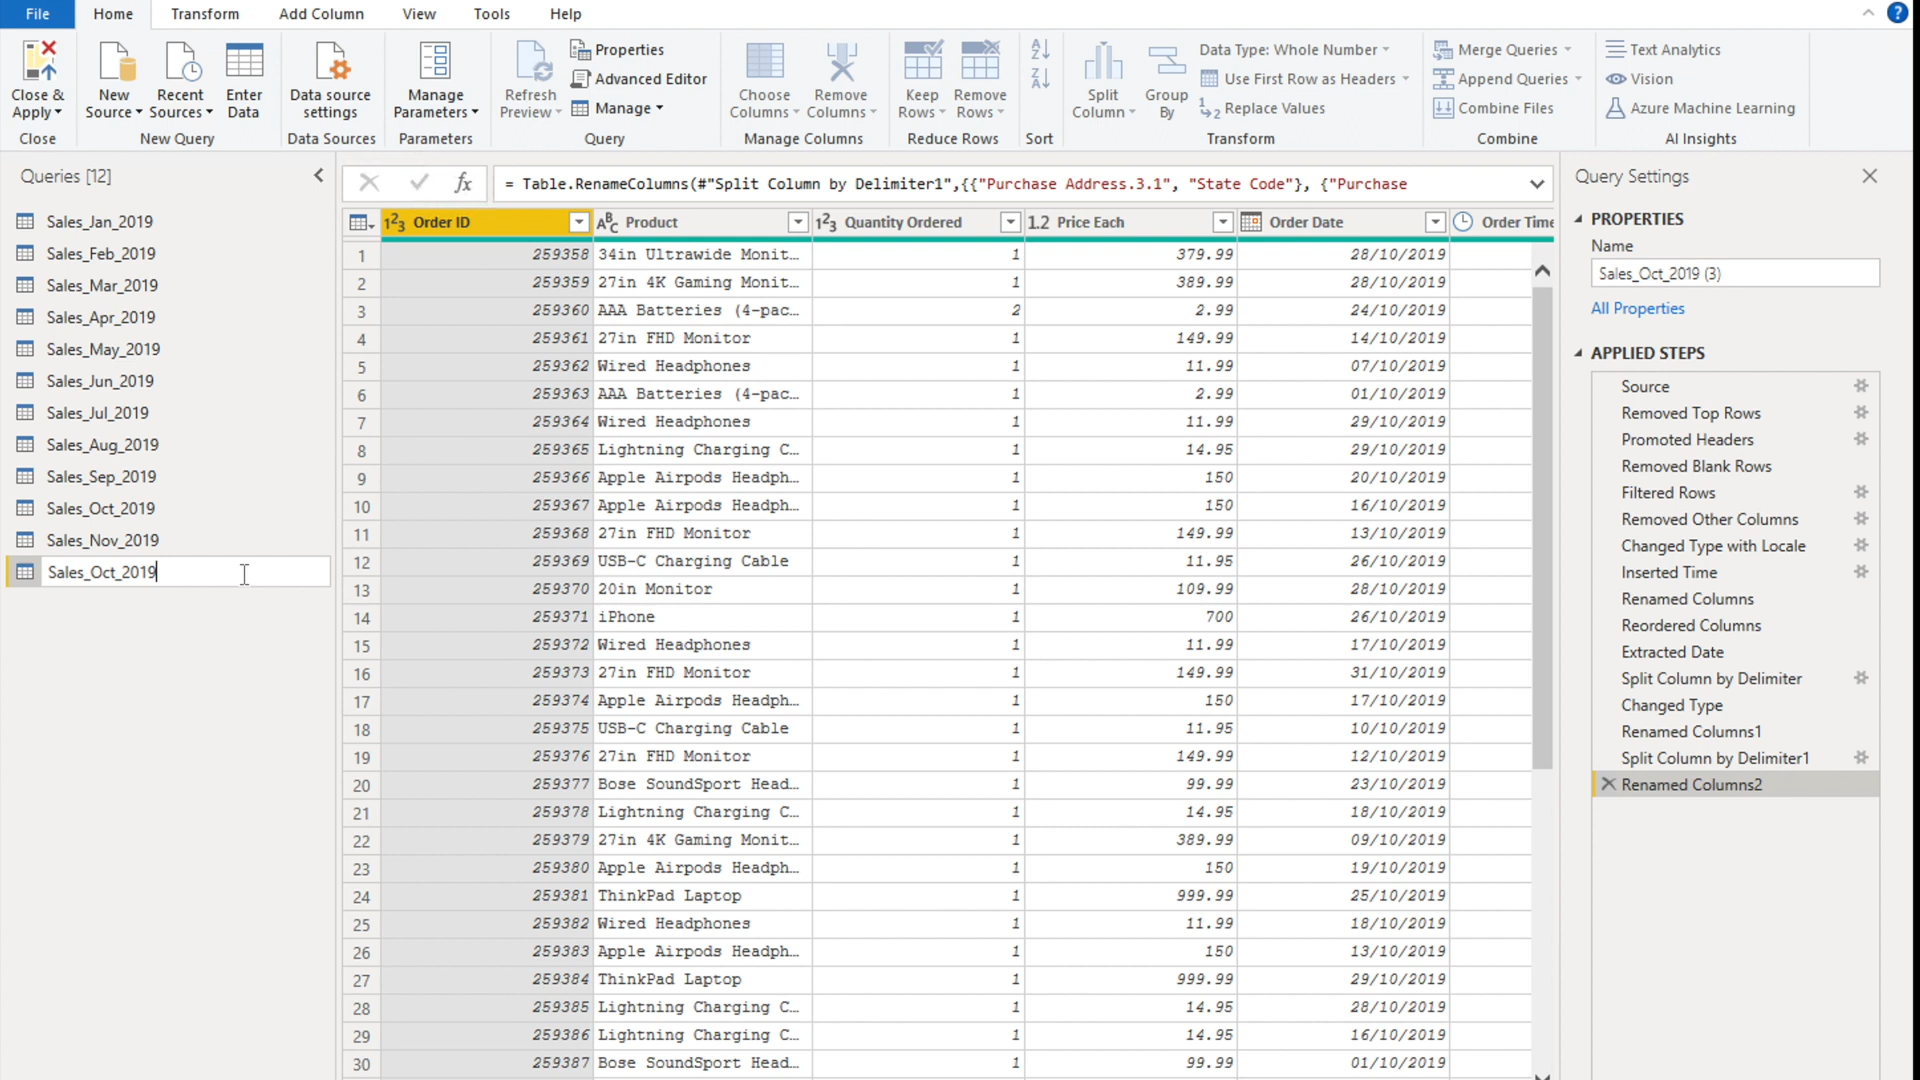 File Home Transform Add Column View Tools Help
Close & Apply
New Source
Recent Sources
Enter Data
Data source settings
Manage Parameters
Refresh Preview
Properties
Advanced Editor
Manage
Choose Columns
Remove Columns
Keep Rows
Remove Rows
Split Column
Group By
Data Type: Whole Number
Use First Row as Headers
Replace Values
Merge Queries
Append Queries
Combine Files
Text Analytics
Vision
Azure Machine Learning
Close New Query Data Sources Parameters Query Manage Columns Reduce Rows Sort Transform Combine AI Insights
Queries [12]
Sales_Jan_2019
Sales_Feb_2019
Sales_Mar_2019
Sales_Apr_2019
Sales_May_2019
Sales_Jun_2019
Sales_Jul_2019
Sales_Aug_2019
Sales_Sep_2019
Sales_Oct_2019
Sales_Nov_2019
Sales_Oct_2019
fx = Table.RenameColumns(#"Split Column by Delimiter1",{{"Purchase Address.3.1", "State Code"}, {"Purchase
Order ID Product Quantity Ordered 1.2 Price Each Order Date Order Time
1 259358 34in Ultrawide Monit... 1 379.99 28/10/2019
2 259359 27in 4K Gaming Monit... 1 389.99 28/10/2019
3 259360 AAA Batteries (4-pac... 2 2.99 24/10/2019
4 259361 27in FHD Monitor 1 149.99 14/10/2019
5 259362 Wired Headphones 1 11.99 07/10/2019
6 259363 AAA Batteries (4-pac... 1 2.99 01/10/2019
7 259364 Wired Headphones 1 11.99 29/10/2019
8 259365 Lightning Charging C... 1 14.95 29/10/2019
9 259366 Apple Airpods Headph... 1 150 20/10/2019
10 259367 Apple Airpods Headph... 1 150 16/10/2019
11 259368 27in FHD Monitor 1 149.99 13/10/2019
12 259369 USB-C Charging Cable 1 11.95 26/10/2019
13 259370 20in Monitor 1 109.99 28/10/2019
14 259371 iPhone 1 700 26/10/2019
15 259372 Wired Headphones 1 11.99 17/10/2019
16 259373 27in FHD Monitor 1 149.99 31/10/2019
17 259374 Apple Airpods Headph... 1 150 17/10/2019
18 259375 USB-C Charging Cable 1 11.95 10/10/2019
19 259376 27in FHD Monitor 1 149.99 12/10/2019
20 259377 Bose SoundSport Head... 1 99.99 23/10/2019
21 259378 Lightning Charging C... 1 14.95 18/10/2019
22 259379 27in 4K Gaming Monit... 1 389.99 09/10/2019
23 259380 Apple Airpods Headph... 1 150 19/10/2019
24 259381 ThinkPad Laptop 1 999.99 25/10/2019
25 259382 Wired Headphones 1 11.99 18/10/2019
26 259383 Apple Airpods Headph... 1 150 13/10/2019
27 259384 ThinkPad Laptop 1 999.99 29/10/2019
28 259385 Lightning Charging C... 1 14.95 28/10/2019
29 259386 Lightning Charging C... 1 14.95 16/10/2019
30 259387 Bose SoundSport Head... 1 99.99 01/10/2019
Query Settings
PROPERTIES
Name
Sales_Oct_2019 (3)
All Properties
APPLIED STEPS
Source
Removed Top Rows
Promoted Headers
Removed Blank Rows
Filtered Rows
Removed Other Columns
Changed Type with Locale
Inserted Time
Renamed Columns
Reordered Columns
Extracted Date
Split Column by Delimiter
Changed Type
Renamed Columns1
Split Column by Delimiter1
Renamed Columns2